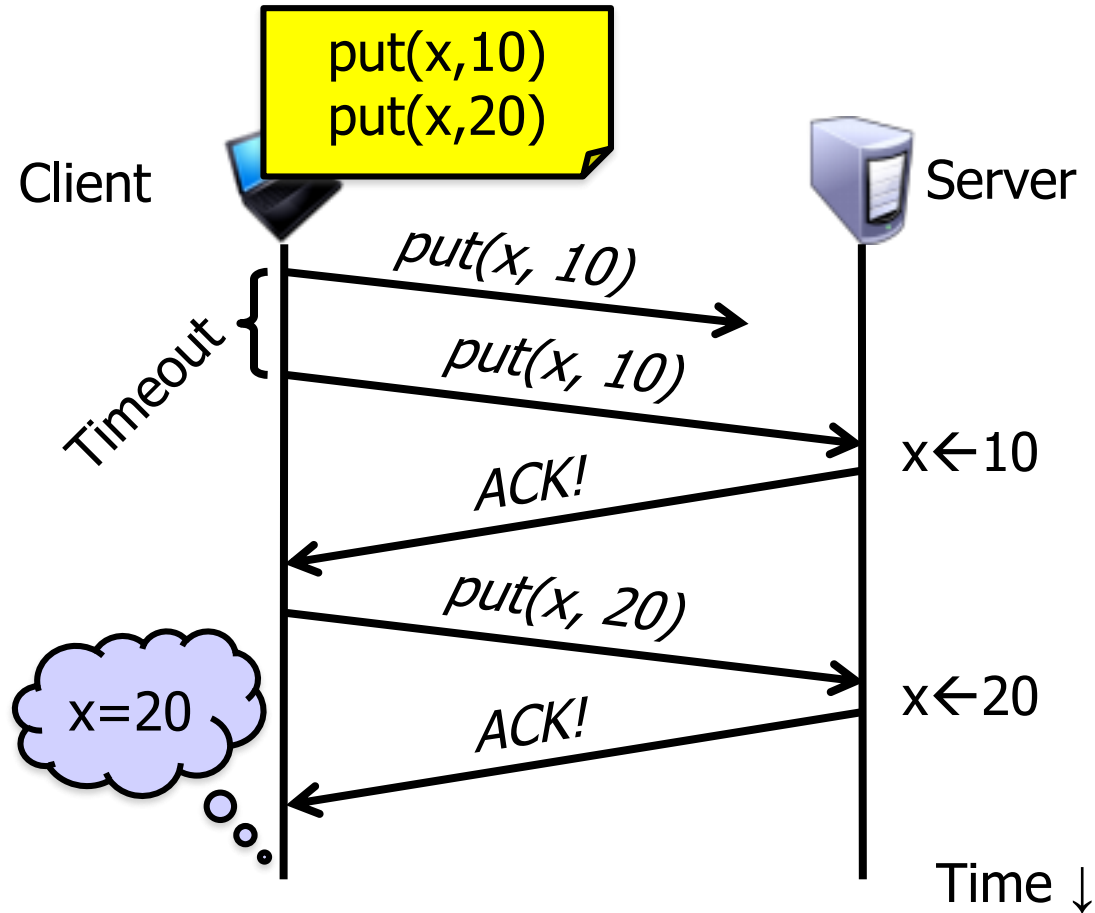 put(x,10)
put(x,20)
Client
Server
put(x, 10)
Timeout
put(x, 10)
x←10
ACK!
put(x, 20)
x=20
x←20
ACK!
Time ↓